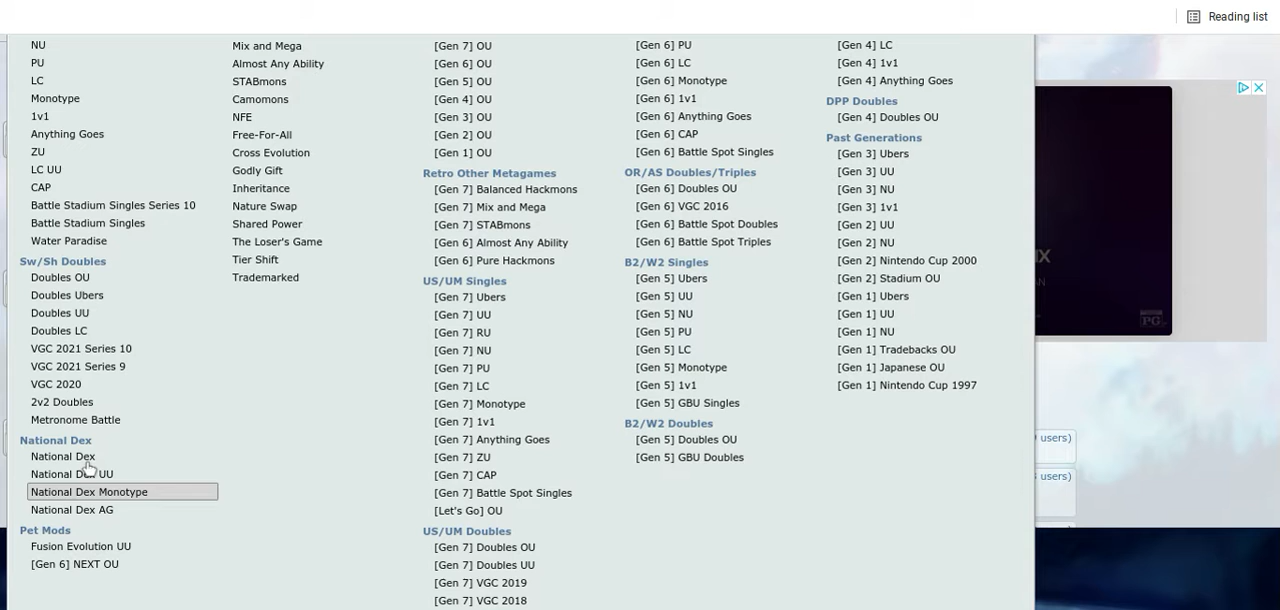 Reading list
NU
PU
LC
Monotype
1v1
Anything Goes
ZU
LC UU
CAP
Battle Stadium Singles Series 10
Battle Stadium Singles
Water Paradise
Sw/Sh Doubles
Doubles OU
Doubles Ubers
Doubles UU
Doubles LC
VGC 2021 Series 10
VGC 2021 Series 9
VGC 2020
2v2 Doubles
Metronome Battle
National Dex
National Dex
National Dex UU
National Dex Monotype
National Dex AG
Pet Mods
Fusion Evolution UU
[Gen 6] NEXT OU
Mix and Mega
Almost Any Ability
STABmons
Camomons
NFE
Free-For-All
Cross Evolution
Godly Gift
Inheritance
Nature Swap
Shared Power
The Loser's Game
Tier Shift
Trademarked
[Gen 7] OU
[Gen 6] OU
[Gen 5] OU
[Gen 4] OU
[Gen 3] OU
[Gen 2] OU
[Gen 1] OU
Retro Other Metagames
[Gen 7] Balanced Hackmons
[Gen 7] Mix and Mega
[Gen 7] STABmons
[Gen 6] Almost Any Ability
[Gen 6] Pure Hackmons
US/UM Singles
[Gen 7] Ubers
[Gen 7] UU
[Gen 7] RU
[Gen 7] NU
[Gen 7] PU
[Gen 7] LC
[Gen 7] Monotype
[Gen 7] 1v1
[Gen 7] Anything Goes
[Gen 7] ZU
[Gen 7] CAP
[Gen 7] Battle Spot Singles
[Let's Go] OU
US/UM Doubles
[Gen 7] Doubles OU
[Gen 7] Doubles UU
[Gen 7] VGC 2019
[Gen 7] VGC 2018
[Gen 6] PU
[Gen 6] LC
[Gen 6] Monotype
[Gen 6] 1v1
[Gen 6] Anything Goes
[Gen 6] CAP
[Gen 6] Battle Spot Singles
OR/AS Doubles/Triples
[Gen 6] Doubles OU
[Gen 6] VGC 2016
[Gen 6] Battle Spot Doubles
[Gen 6] Battle Spot Triples
B2/W2 Singles
[Gen 5] Ubers
[Gen 5] UU
[Gen 5] NU
[Gen 5] PU
[Gen 5] LC
[Gen 5] Monotype
[Gen 5] 1v1
[Gen 5] GBU Singles
B2/W2 Doubles
[Gen 5] Doubles OU
[Gen 5] GBU Doubles
[Gen 4] LC
[Gen 4] 1v1
[Gen 4] Anything Goes
DPP Doubles
[Gen 4] Doubles OU
Past Generations
[Gen 3] Ubers
[Gen 3] UU
[Gen 3] NU
[Gen 3] 1v1
[Gen 2] UU
[Gen 2] NU
[Gen 2] Nintendo Cup 2000
[Gen 2] Stadium OU
[Gen 1] Ubers
[Gen 1] UU
[Gen 1] NU
[Gen 1] Tradebacks OU
[Gen 1] Japanese OU
[Gen 1] Nintendo Cup 1997
PG
users)
users)